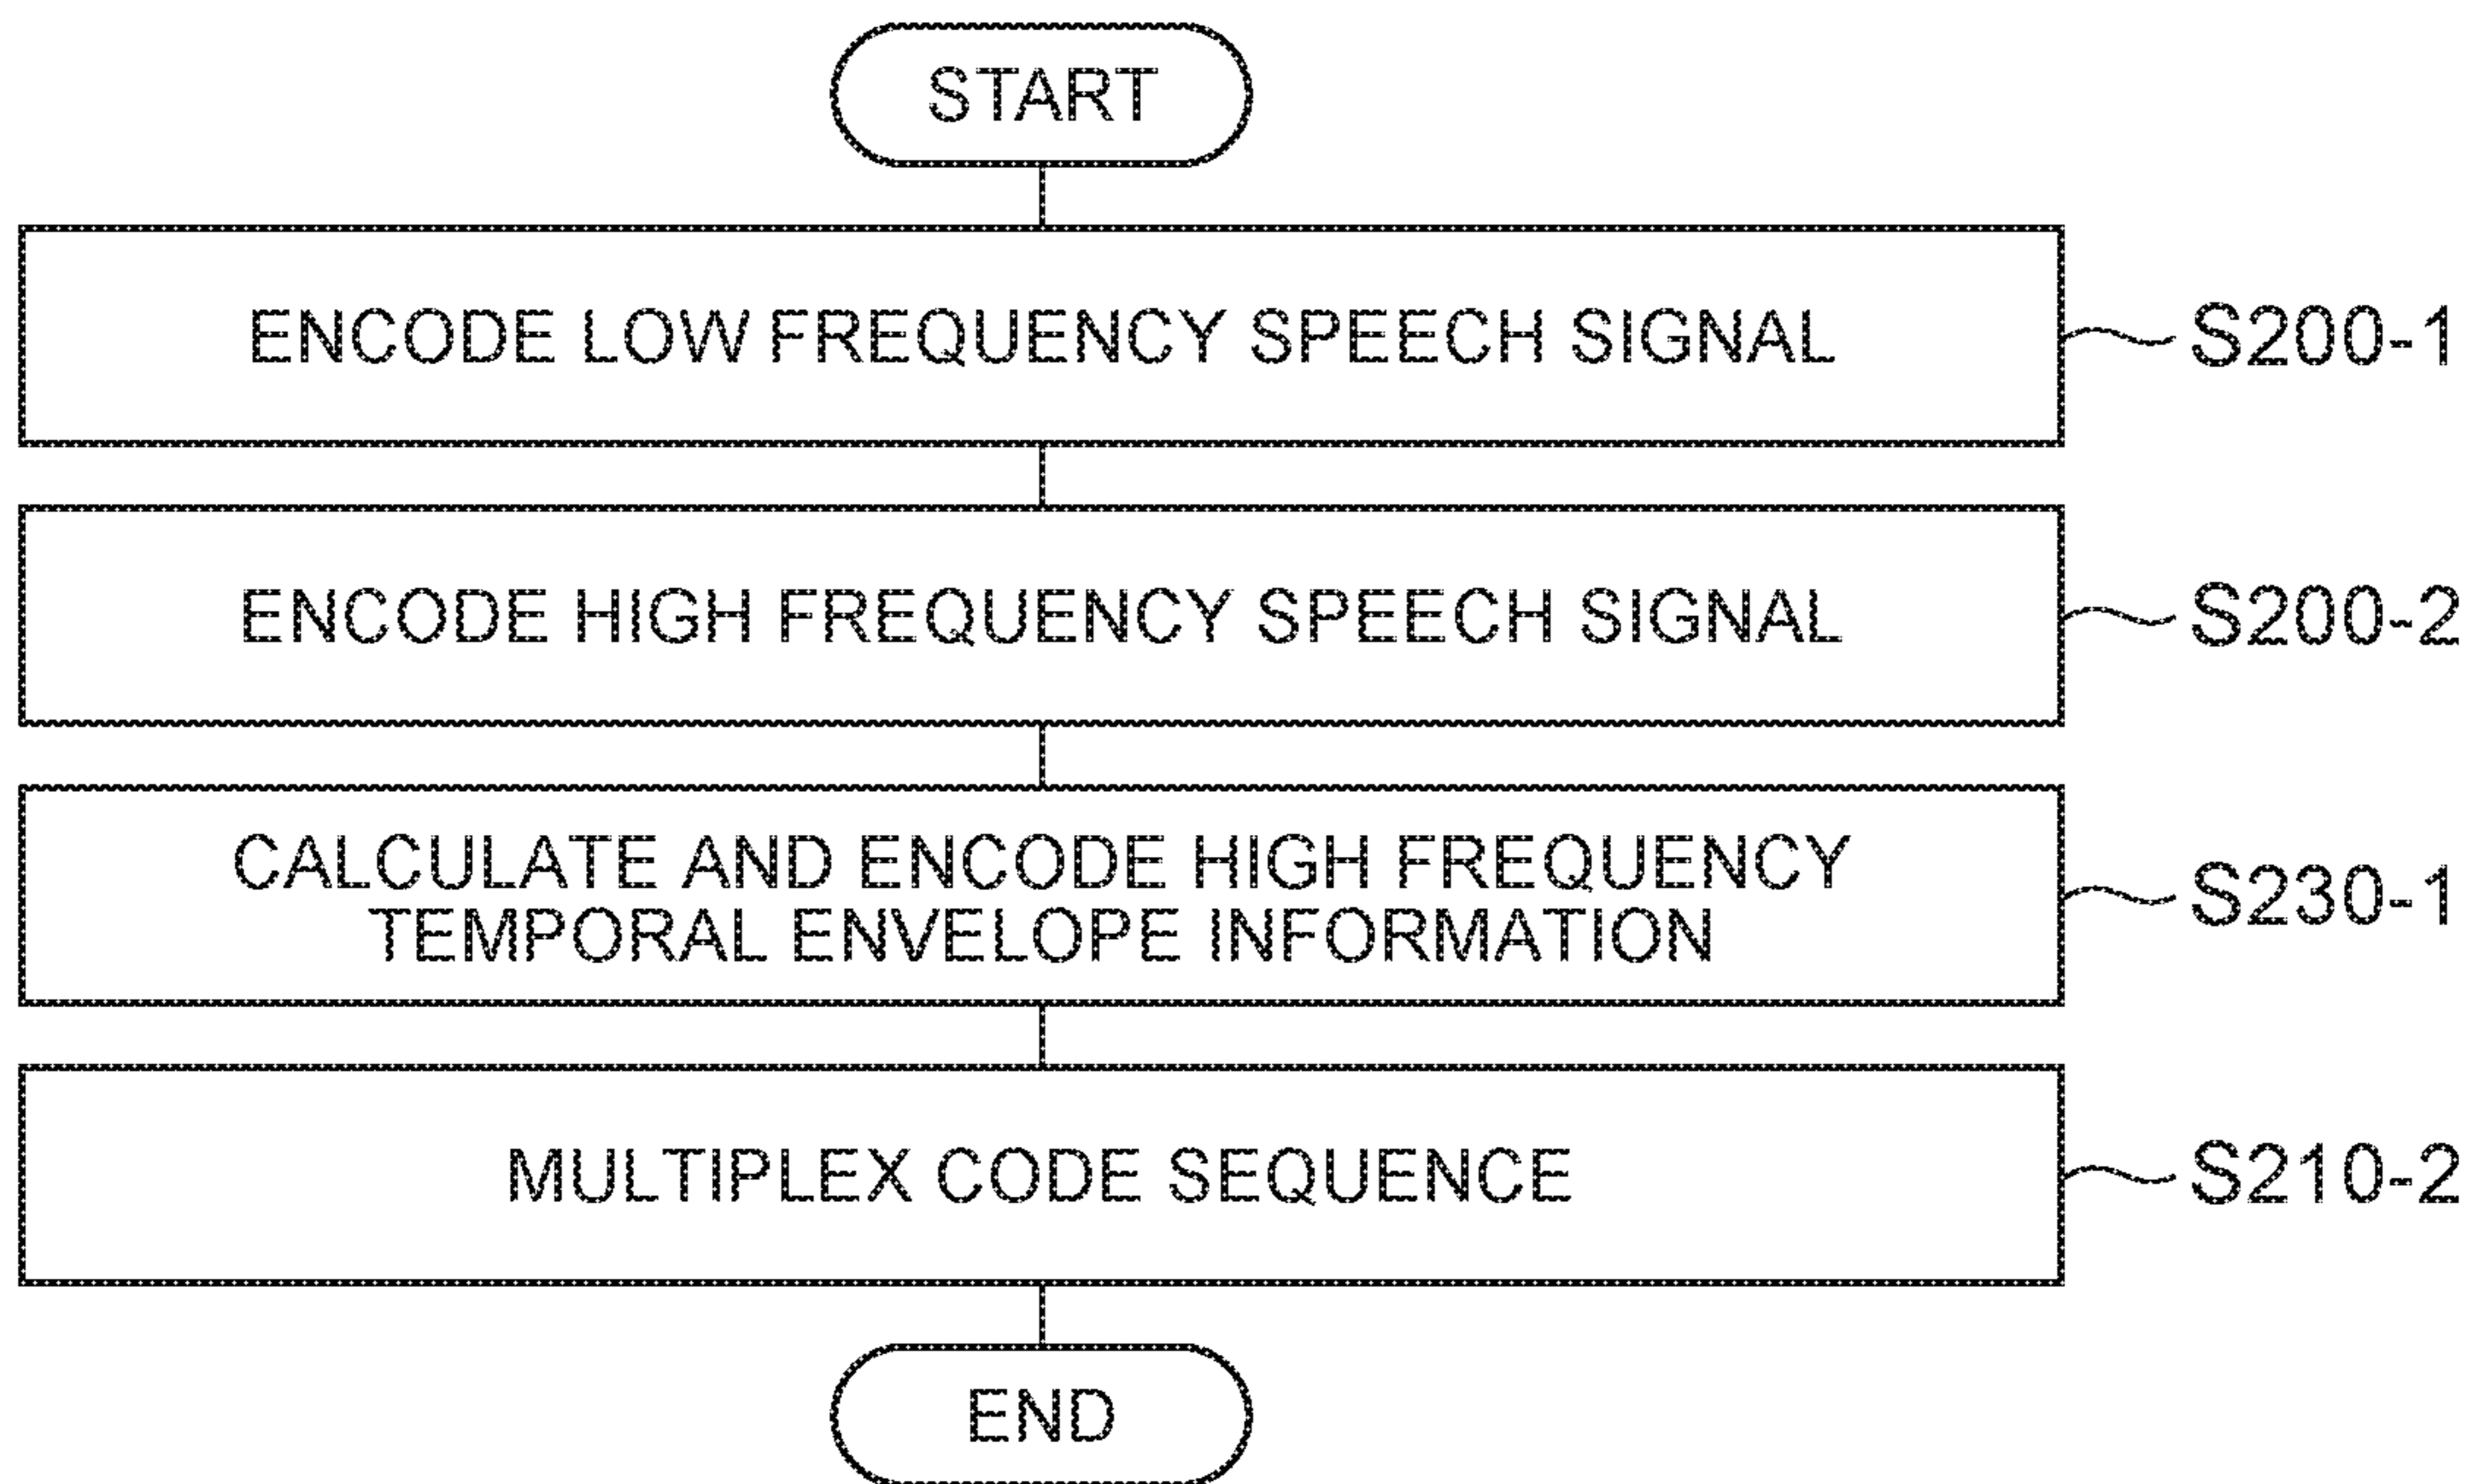 START
ENCODE LOW FREQUENCY SPEECH SIGNAL
S200-1
ENCODE HIGH FREQUENCY SPEECH SIGNAL
S200-2
CALCULATE AND ENCODE HIGH FREQUENCY
TEMPORAL ENVELOPE INFORMATION
S230-1
MULTIPLEX CODE SEQUENCE
S210-2
END